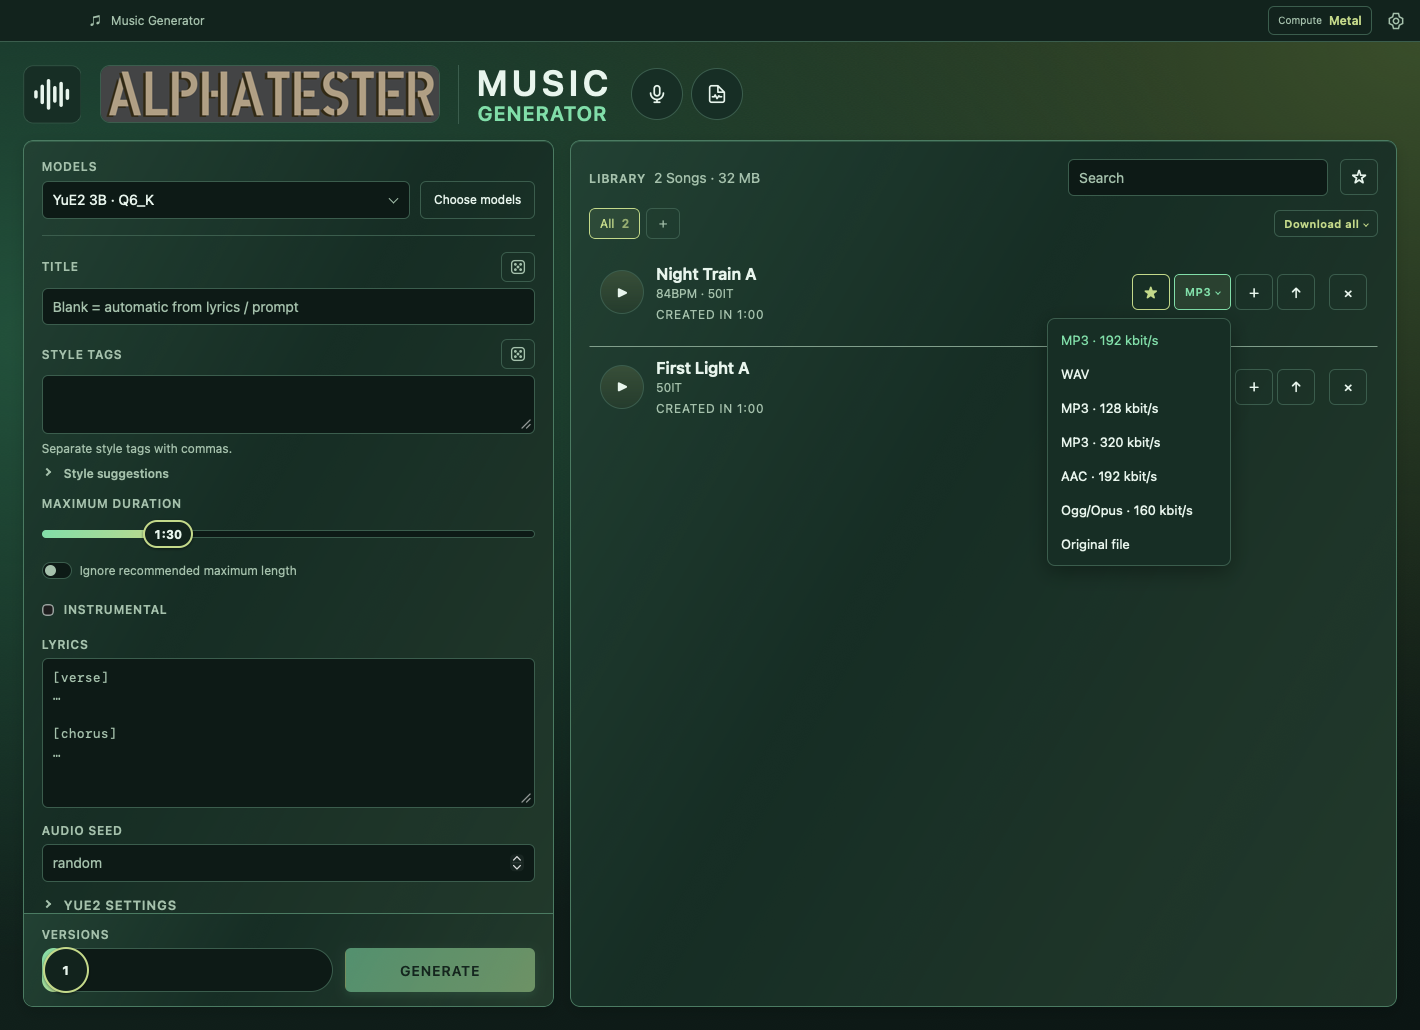 Music Generator
Compute Metal
ALPHATESTER
MUSIC
GENERATOR
MODELS
YuE2 3B · Q6_K
Choose models
TITLE
Blank = automatic from lyrics / prompt
STYLE TAGS
Separate style tags with commas.
Style suggestions
MAXIMUM DURATION
1:30
Ignore recommended maximum length
INSTRUMENTAL
LYRICS
[verse]
…
[chorus]
…
AUDIO SEED
random
YUE2 SETTINGS
VERSIONS
1
GENERATE
LIBRARY 2 Songs · 32 MB
Search
All 2
+
Download all
Night Train A
84BPM · 50IT
CREATED IN 1:00
MP3
MP3 · 192 kbit/s
WAV
MP3 · 128 kbit/s
MP3 · 320 kbit/s
AAC · 192 kbit/s
Ogg/Opus · 160 kbit/s
Original file
First Light A
50IT
CREATED IN 1:00